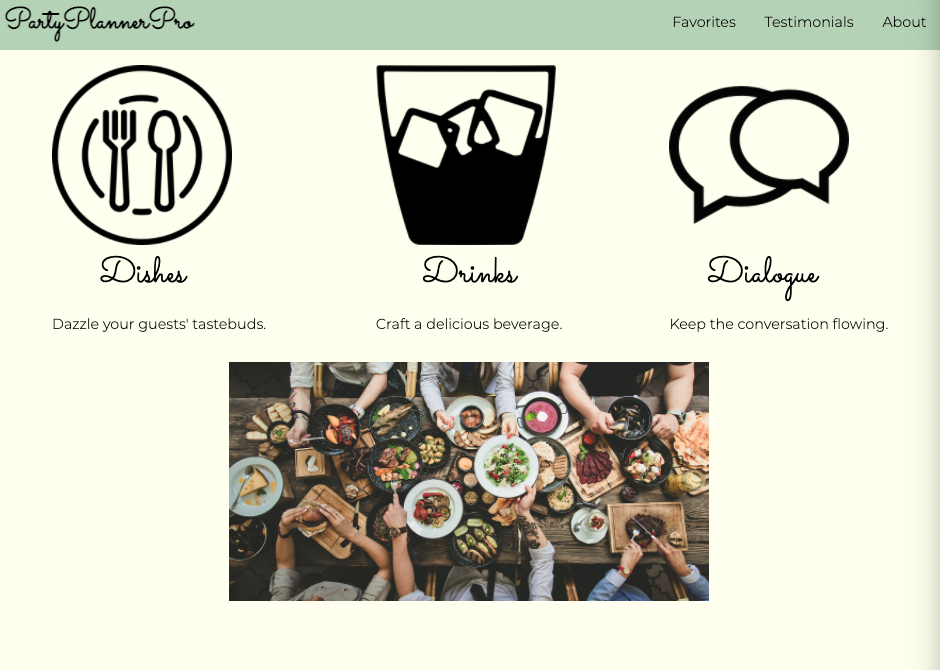 PartyPlannerPro Favorites Testimonials About
Dishes Drinks Dialogue
Dazzle your guests' tastebuds. Craft a delicious beverage. Keep the conversation flowing.